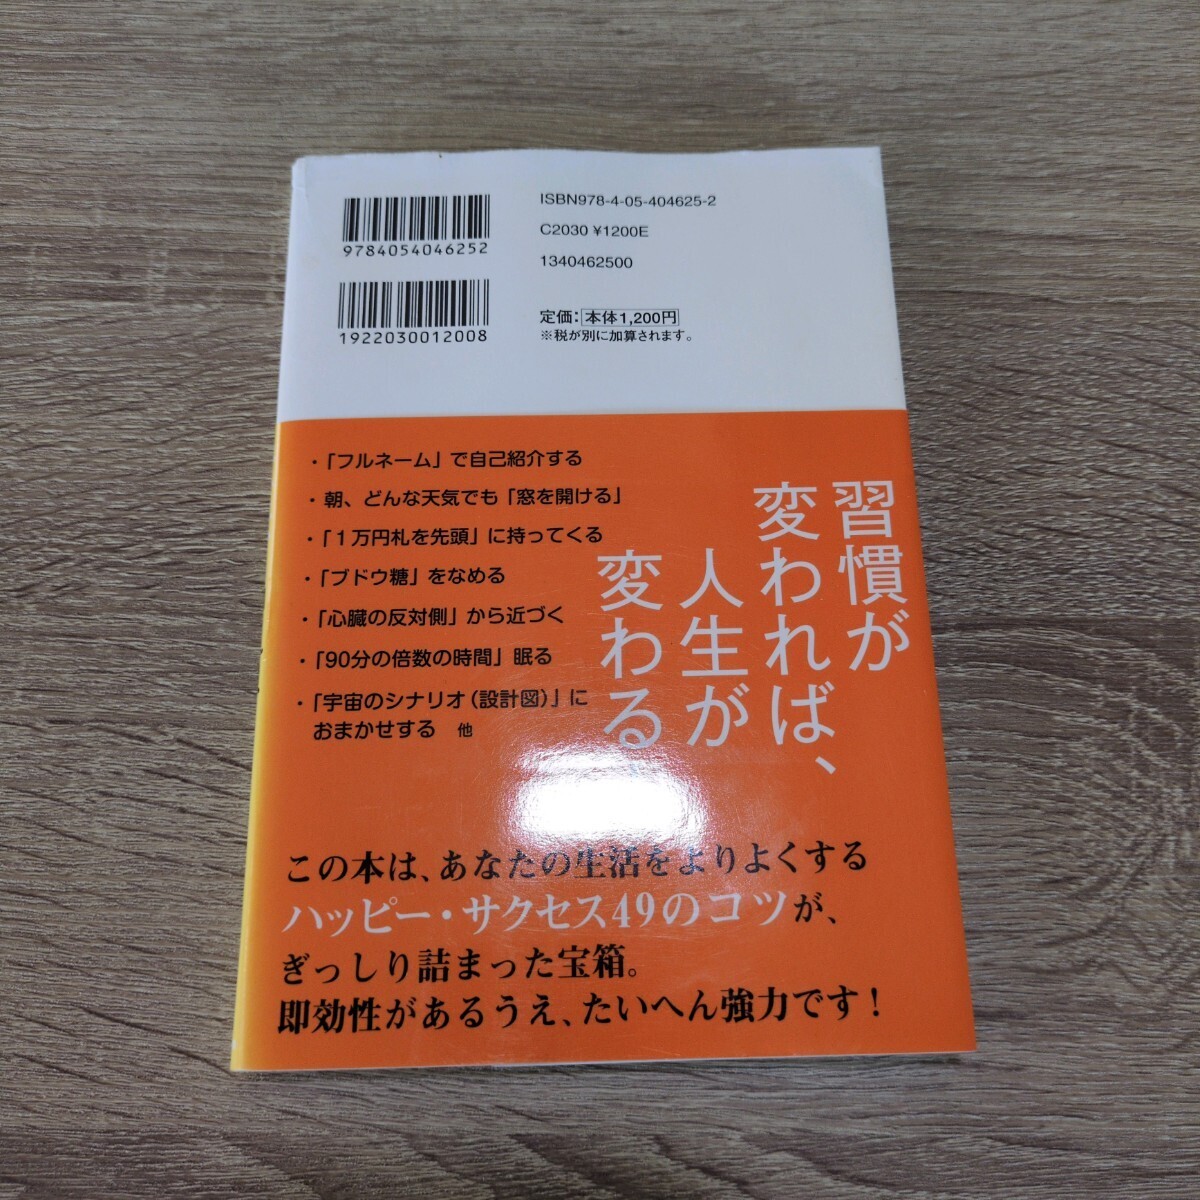 9784054046252
1922030012008
ISBN978-4-05-404625-2
C2030 ¥1200E
1340462500
定価：本体1,200円
※税が別に加算されます。
・「フルネーム」で自己紹介する
・朝、どんな天気でも「窓を開ける」
・「1万円札を先頭」に持ってくる
・「ブドウ糖」をなめる
・「心臓の反対側」から近づく
・「90分の倍数の時間」眠る
・「宇宙のシナリオ（設計図）」に
おまかせする 他
習慣が
変われば、
人生が
変わる、
この本は、あなたの生活をよりよくする
ハッピー・サクセス49のコツが、
ぎっしり詰まった宝箱。
即効性があるうえ、たいへん強力です！